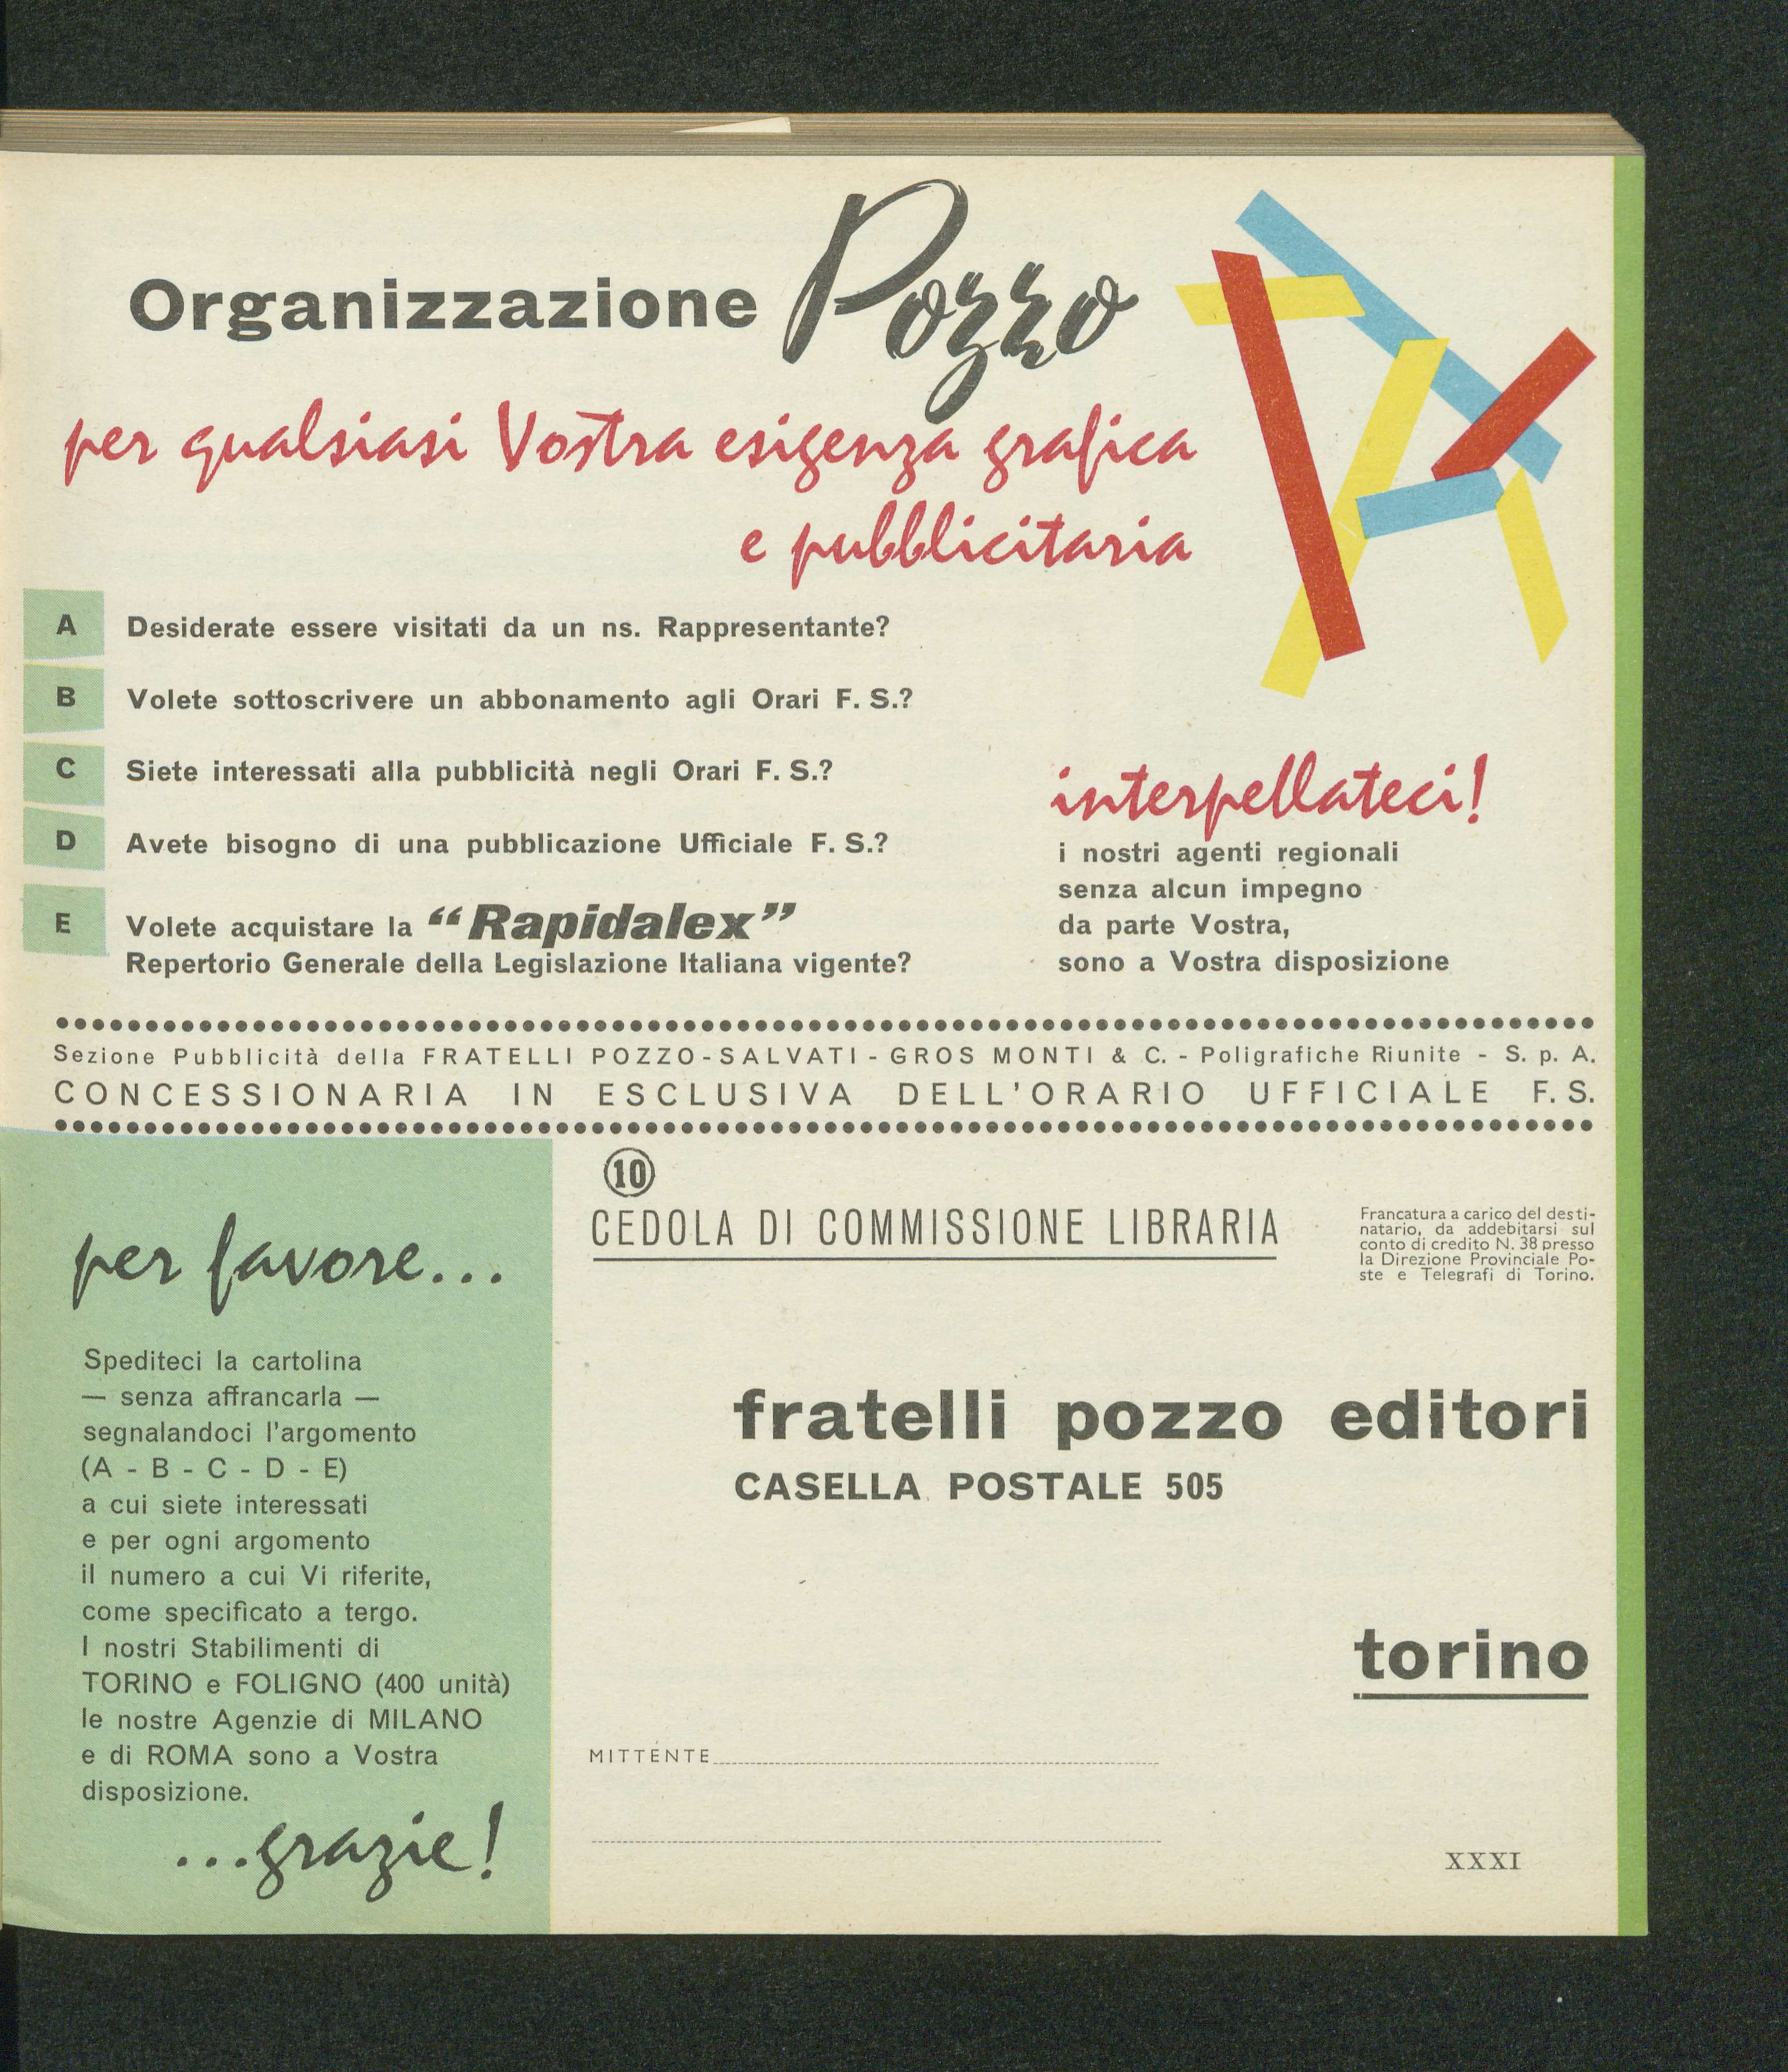 Organizzazione Pozzo
per qualsiasi Vostra esigenza grafica
e pubblicitaria
A Desiderate essere visitati da un ns. Rappresentante?
B Volete sottoscrivere un abbonamento agli Orari F. S.?
C Siete interessati alla pubblicità negli Orari F. S.?
D Avete bisogno di una pubblicazione Ufficiale F. S.?
E Volete acquistare la “Rapidalex”
Repertorio Generale della Legislazione Italiana vigente?
interpellateci!
i nostri agenti regionali
senza alcun impegno
da parte Vostra,
sono a Vostra disposizione
Sezione Pubblicità della FRATELLI POZZO-SALVATI-GROS MONTI & C. - Poligrafiche Riunite - S. p. A.
CONCESSIONARIA IN ESCLUSIVA DELL'ORARIO UFFICIALE F. S.
per favore...
Spediteci la cartolina
— senza affrancarla —
segnalandoci l'argomento
(A - B - C - D - E)
a cui siete interessati
e per ogni argomento
il numero a cui Vi riferite,
come specificato a tergo.
I nostri Stabilimenti di
TORINO e FOLIGNO (400 unità)
le nostre Agenzie di MILANO
e di ROMA sono a Vostra
disposizione.
...grazie!
10
CEDOLA DI COMMISSIONE LIBRARIA
Francatura a carico del desti-
natario, da addebitarsi sul
conto di credito N. 38 presso
la Direzione Provinciale Po-
ste e Telegrafi di Torino.
fratelli pozzo editori
CASELLA POSTALE 505
torino
MITTENTE
XXXI